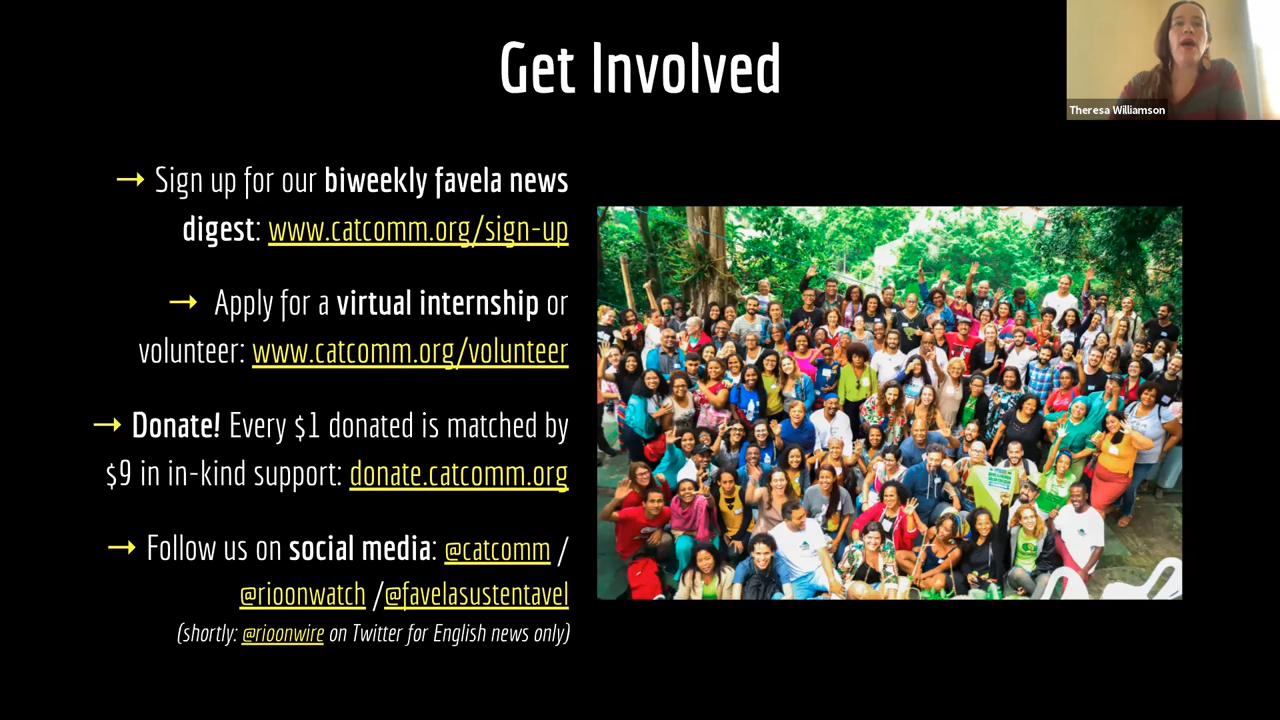 Get Involved
Theresa Williamson
→ Sign up for our biweekly favela news
digest: www.catcomm.org/sign-up
→ Apply for a virtual internship or
volunteer: www.catcomm.org/volunteer
→ Donate! Every $1 donated is matched by
$9 in in-kind support: donate.catcomm.org
→ Follow us on social media: @catcomm /
@rioonwatch /@favelasustentavel
(shortly: @rioonwire on Twitter for English news only)